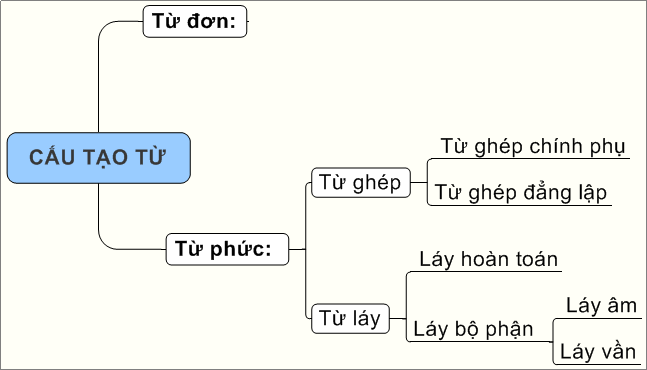 Từ đơn:
CẤU TẠO TỪ
Từ phức:
Từ ghép
Từ ghép chính phụ
Từ ghép đẳng lập
Từ láy
Láy hoàn toán
Láy bộ phận
Láy âm
Láy vần